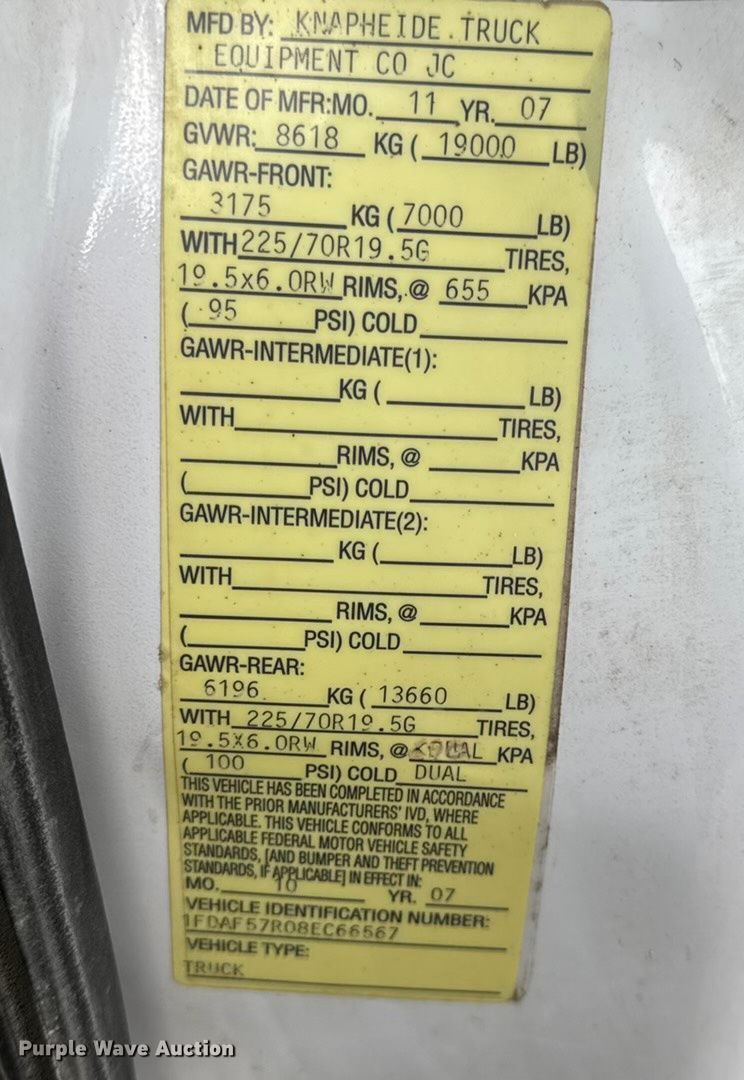 MFD BY: KNAPHEIDE TRUCK
EQUIPMENT CO JC
DATE OF MFR:MO. 11 YR. 07
GVWR: 8618 KG ( 19000 LB)
GAWR-FRONT:
3175 KG ( 7000 LB)
WITH 225/70R19.5G TIRES,
19.5x6.0RW RIMS, @ 655 KPA
( 95 PSI) COLD
GAWR-INTERMEDIATE(1):
KG ( LB)
WITH TIRES,
RIMS, @ KPA
( PSI) COLD
GAWR-INTERMEDIATE(2):
KG ( LB)
WITH TIRES,
RIMS, @ KPA
( PSI) COLD
GAWR-REAR:
6196 KG ( 13660 LB)
WITH 225/70R19.5G TIRES,
19.5X6.0RW RIMS, @ KPA
( 100 PSI) COLD DUAL
THIS VEHICLE HAS BEEN COMPLETED IN ACCORDANCE
WITH THE PRIOR MANUFACTURERS' IVD, WHERE
APPLICABLE. THIS VEHICLE CONFORMS TO ALL
APPLICABLE FEDERAL MOTOR VEHICLE SAFETY
STANDARDS, [AND BUMPER AND THEFT PREVENTION
STANDARDS, IF APPLICABLE] IN EFFECT IN:
MO. 10 YR. 07
VEHICLE IDENTIFICATION NUMBER:
1FDAF57R08EC66567
VEHICLE TYPE:
TRUCK
Purple Wave Auction